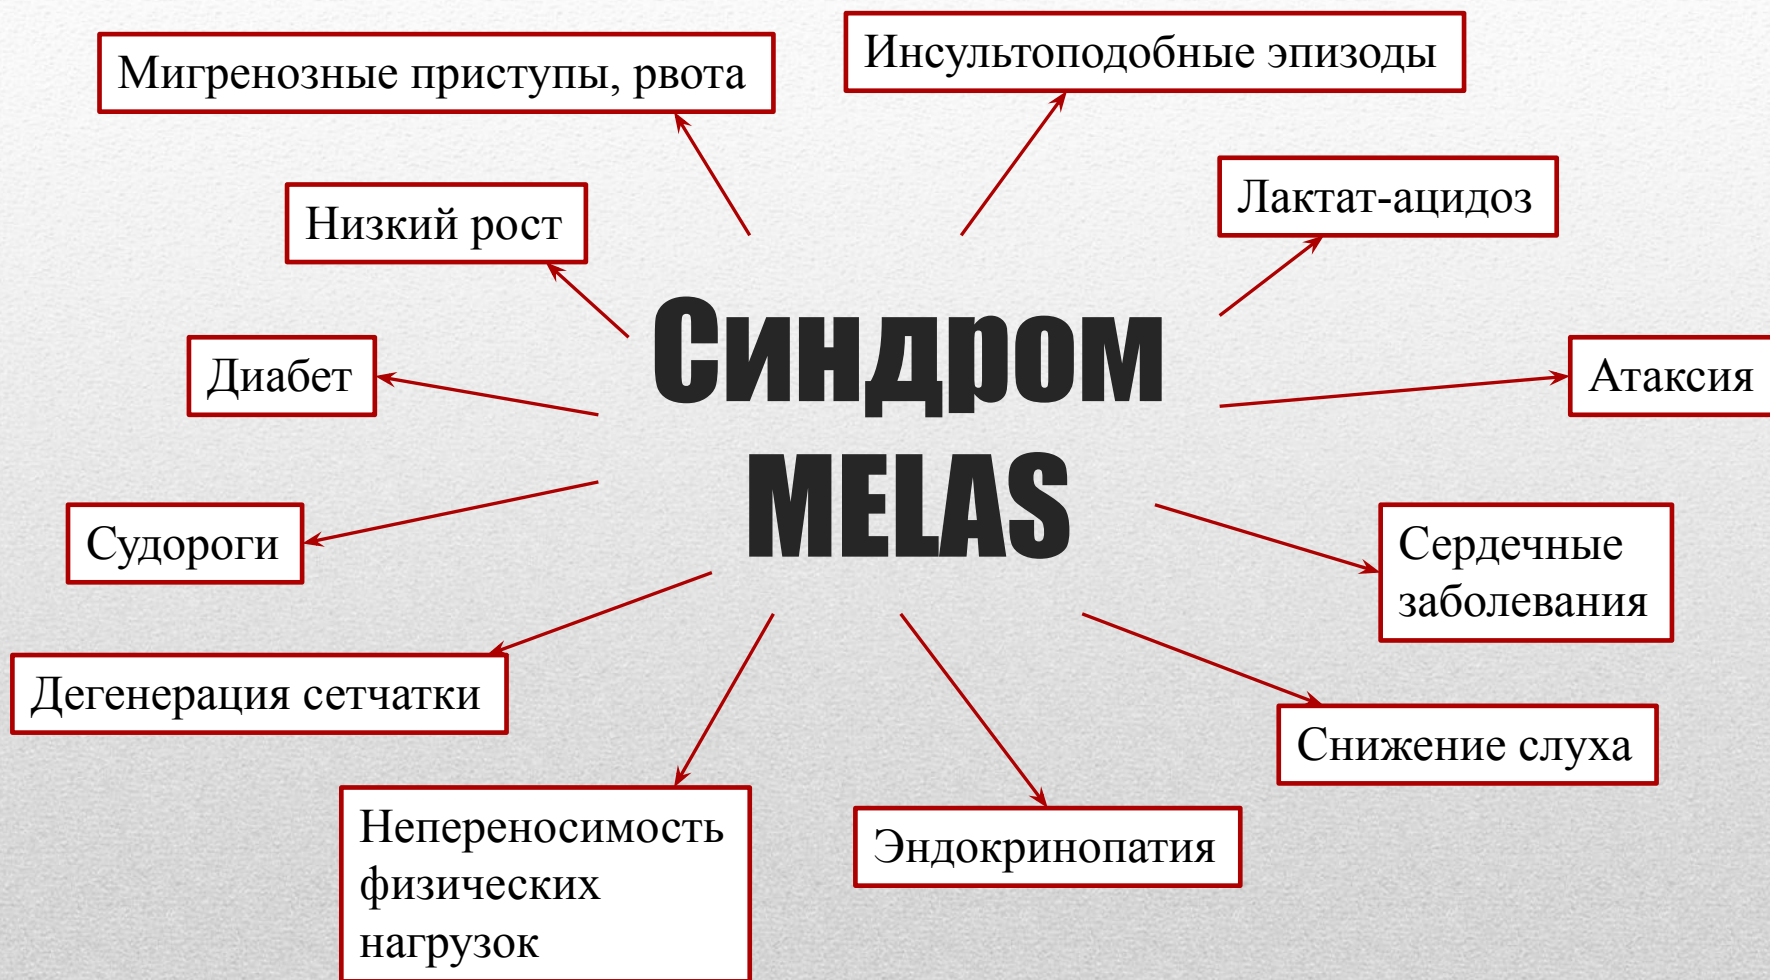 Мигренозные приступы, рвота
Инсультоподобные эпизоды
Низкий рост
Лактат-ацидоз
Синдром
MELAS
Диабет
Атаксия
Судороги
Сердечные
заболевания
Дегенерация сетчатки
Снижение слуха
Непереносимость
физических
нагрузок
Эндокринопатия